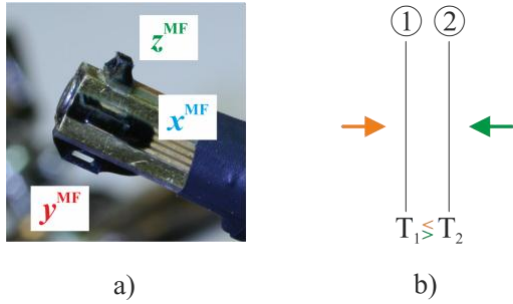 z^MF
x^MF
y^MF
a)
1 2
T₁ <> T₂
b)